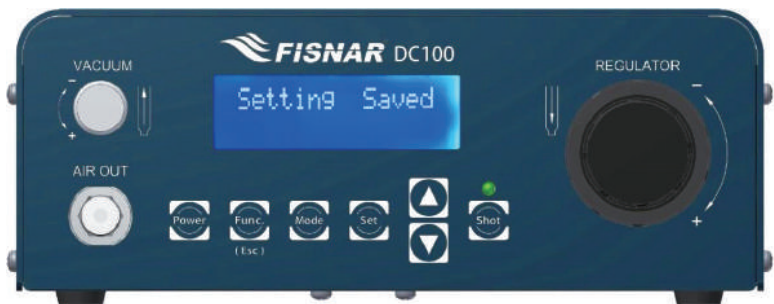 FISNAR DC100
VACUUM
REGULATOR
Setting Saved
-
+
-
+
AIR OUT
Power
Func.
Mode
Set
Shot
(Esc)